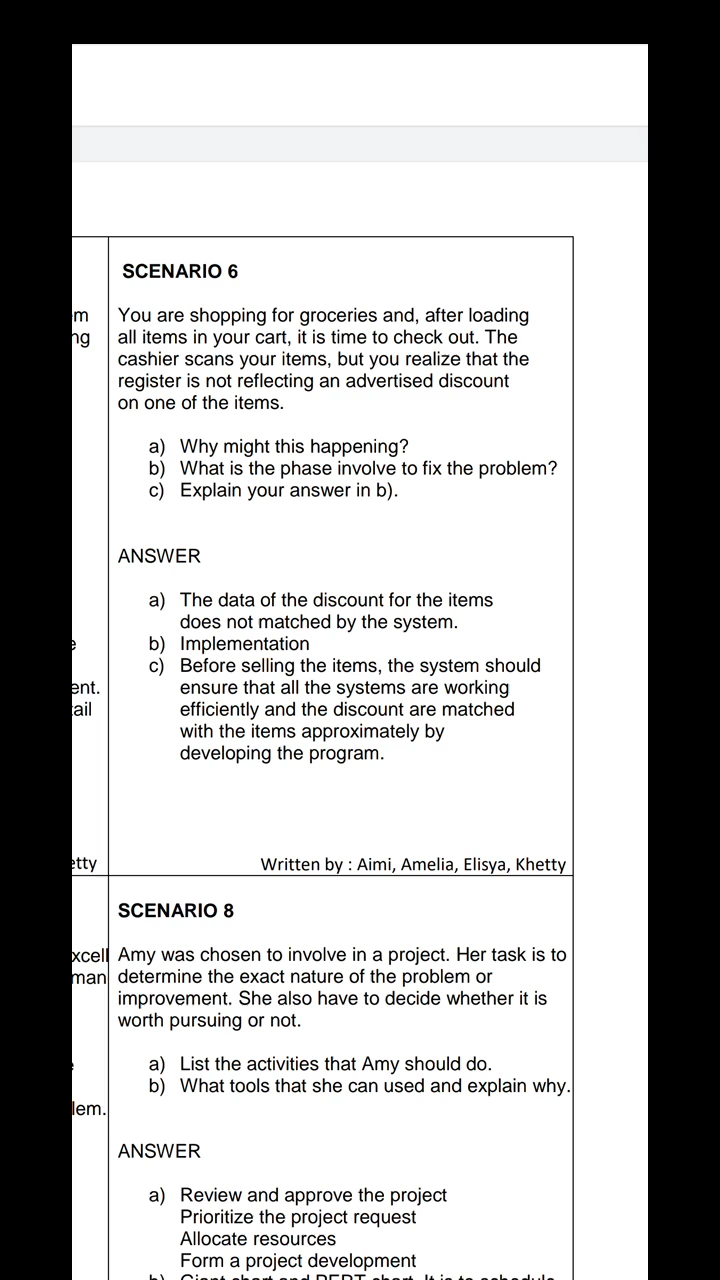 SCENARIO 6
You are shopping for groceries and, after loading
all items in your cart, it is time to check out. The
cashier scans your items, but you realize that the
register is not reflecting an advertised discount
on one of the items.
a) Why might this happening?
b) What is the phase involve to fix the problem?
c) Explain your answer in b).
ANSWER
a) The data of the discount for the items
does not matched by the system.
b) Implementation
c) Before selling the items, the system should
ensure that all the systems are working
efficiently and the discount are matched
with the items approximately by
developing the program.
Written by : Aimi, Amelia, Elisya, Khetty
SCENARIO 8
Amy was chosen to involve in a project. Her task is to
determine the exact nature of the problem or
improvement. She also have to decide whether it is
worth pursuing or not.
a) List the activities that Amy should do.
b) What tools that she can used and explain why.
ANSWER
a) Review and approve the project
Prioritize the project request
Allocate resources
Form a project development